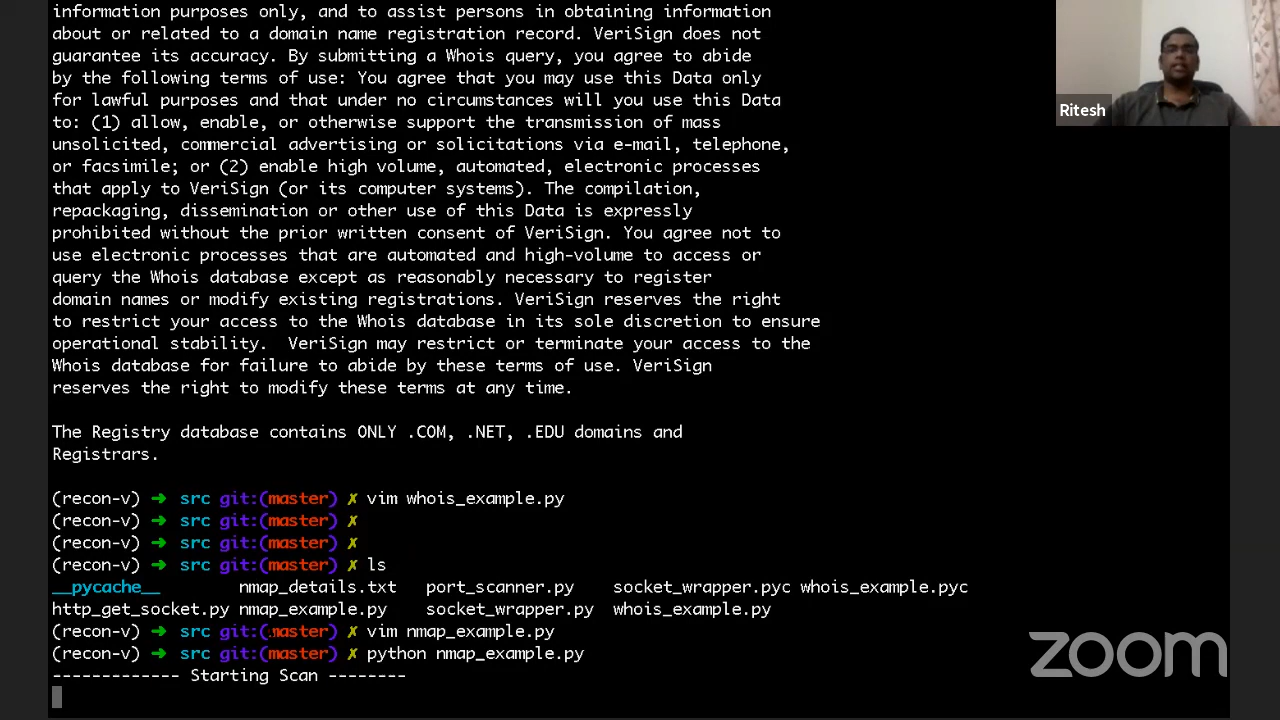 information purposes only, and to assist persons in obtaining information
about or related to a domain name registration record. VeriSign does not
guarantee its accuracy. By submitting a Whois query, you agree to abide
by the following terms of use: You agree that you may use this Data only
for lawful purposes and that under no circumstances will you use this Data
to: (1) allow, enable, or otherwise support the transmission of mass
unsolicited, commercial advertising or solicitations via e-mail, telephone,
or facsimile; or (2) enable high volume, automated, electronic processes
that apply to VeriSign (or its computer systems). The compilation,
repackaging, dissemination or other use of this Data is expressly
prohibited without the prior written consent of VeriSign. You agree not to
use electronic processes that are automated and high-volume to access or
query the Whois database except as reasonably necessary to register
domain names or modify existing registrations. VeriSign reserves the right
to restrict your access to the Whois database in its sole discretion to ensure
operational stability.  VeriSign may restrict or terminate your access to the
Whois database for failure to abide by these terms of use. VeriSign
reserves the right to modify these terms at any time.
The Registry database contains ONLY .COM, .NET, .EDU domains and
Registrars.
(recon-v) ➜ src git:(master) ✗ vim whois_example.py
(recon-v) ➜ src git:(master) ✗
(recon-v) ➜ src git:(master) ✗
(recon-v) ➜ src git:(master) ✗ ls
__pycache__ nmap_details.txt port_scanner.py socket_wrapper.pyc whois_example.pyc
http_get_socket.py nmap_example.py socket_wrapper.py whois_example.py
(recon-v) ➜ src git:(master) ✗ vim nmap_example.py
(recon-v) ➜ src git:(master) ✗ python nmap_example.py
------------- Starting Scan --------
Ritesh
zoom